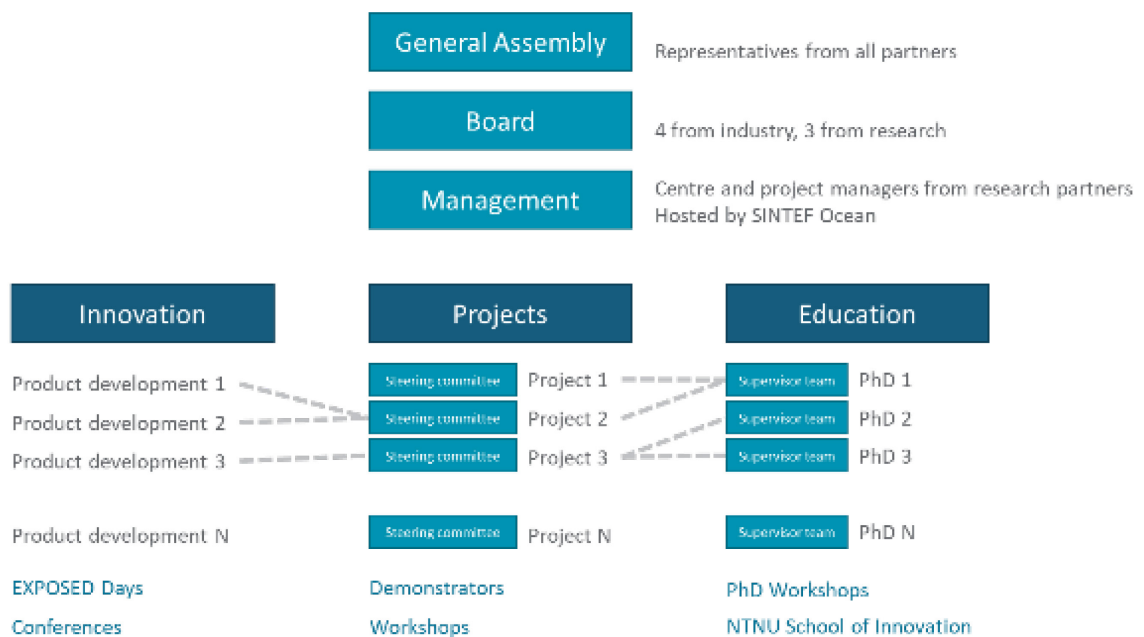 General Assembly
Representatives from all partners
Board
4 from industry, 3 from research
Management
Centre and project managers from research partners
Hosted by SINTEF Ocean
Innovation
Projects
Education
Product development 1
Steering committee
Project 1
Supervisor team
PhD 1
Product development 2
Steering committee
Project 2
Supervisor team
PhD 2
Product development 3
Steering committee
Project 3
Supervisor team
PhD 3
Product development N
Steering committee
Project N
Supervisor team
PhD N
EXPOSED Days
Demonstrators
PhD Workshops
Conferences
Workshops
NTNU School of Innovation